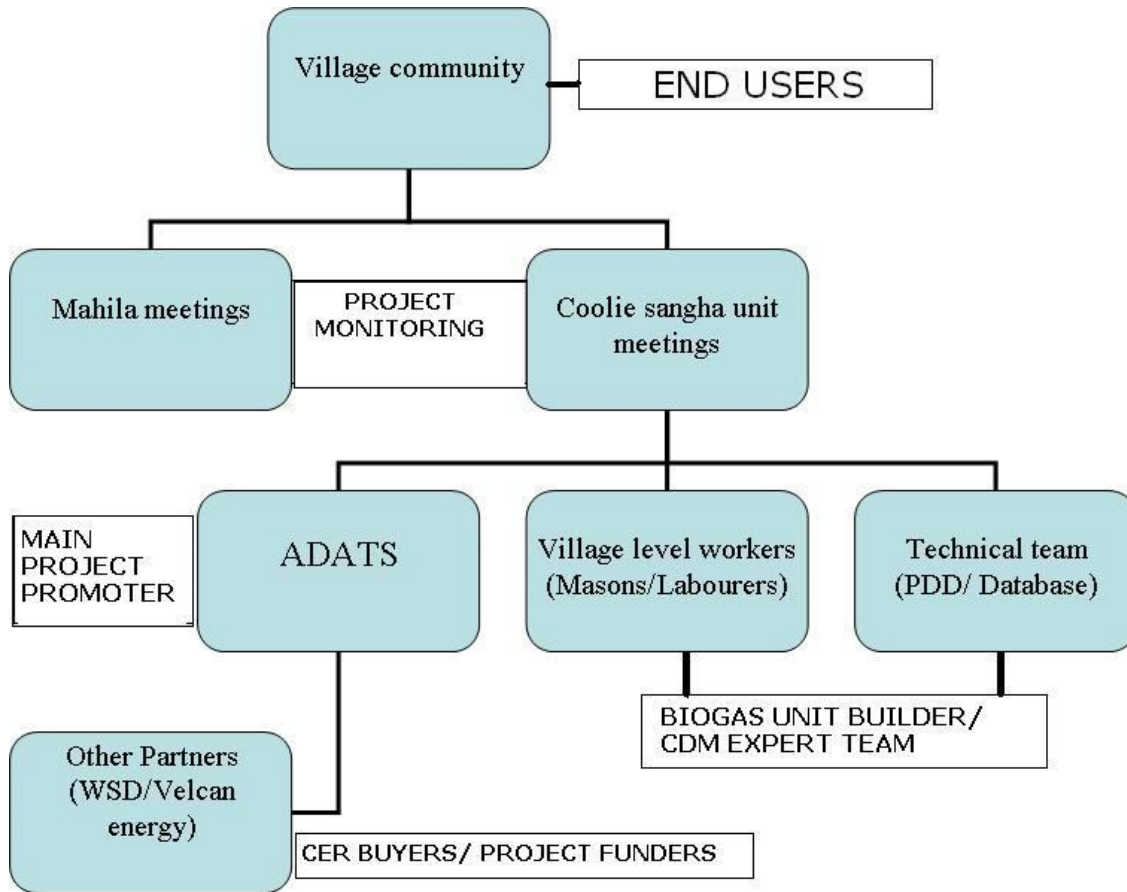 Village community
END USERS
Mahila meetings
PROJECT
MONITORING
Coolie sangha unit
meetings
MAIN
PROJECT
PROMOTER
ADATS
Village level workers
(Masons/Labourers)
Technical team
(PDD/ Database)
BIOGAS UNIT BUILDER/
CDM EXPERT TEAM
Other Partners
(WSD/Velcan
energy)
CER BUYERS/ PROJECT FUNDERS